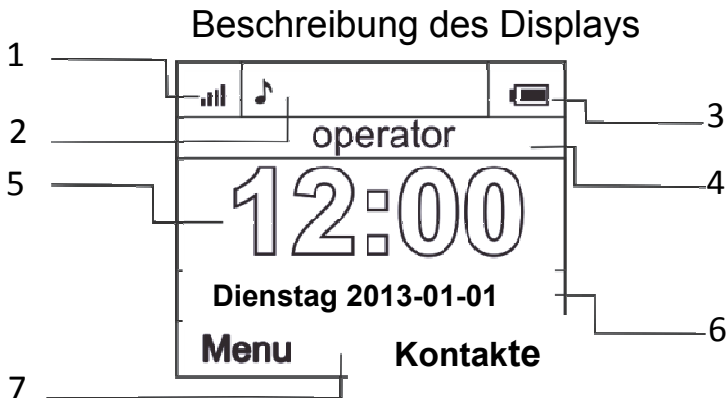 Beschreibung des Displays
1
2
3
operator
4
5
12:00
Dienstag 2013-01-01
6
Menu Kontakte
7